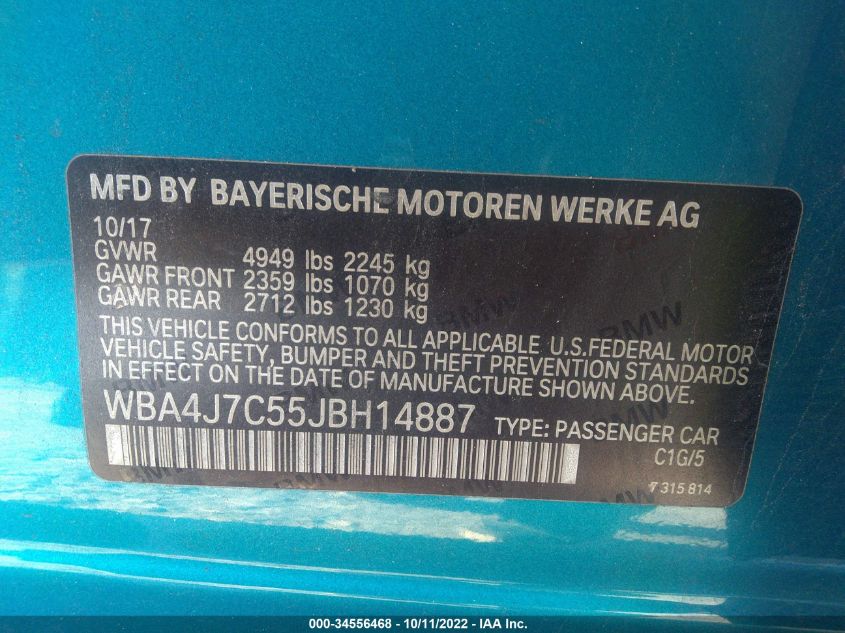 MFD BY BAYERISCHE MOTOREN WERKE AG
10/17
GVWR 4949 lbs 2245 kg
GAWR FRONT 2359 lbs 1070 kg
GAWR REAR 2712 lbs 1230 kg
THIS VEHICLE CONFORMS TO ALL APPLICABLE U.S.FEDERAL MOTOR
VEHICLE SAFETY, BUMPER AND THEFT PREVENTION STANDARDS
IN EFFECT ON THE DATE OF MANUFACTURE SHOWN ABOVE.
WBA4J7C55JBH14887 TYPE: PASSENGER CAR
C1G/5
7 315 814
000-34556468 - 10/11/2022 - IAA Inc.